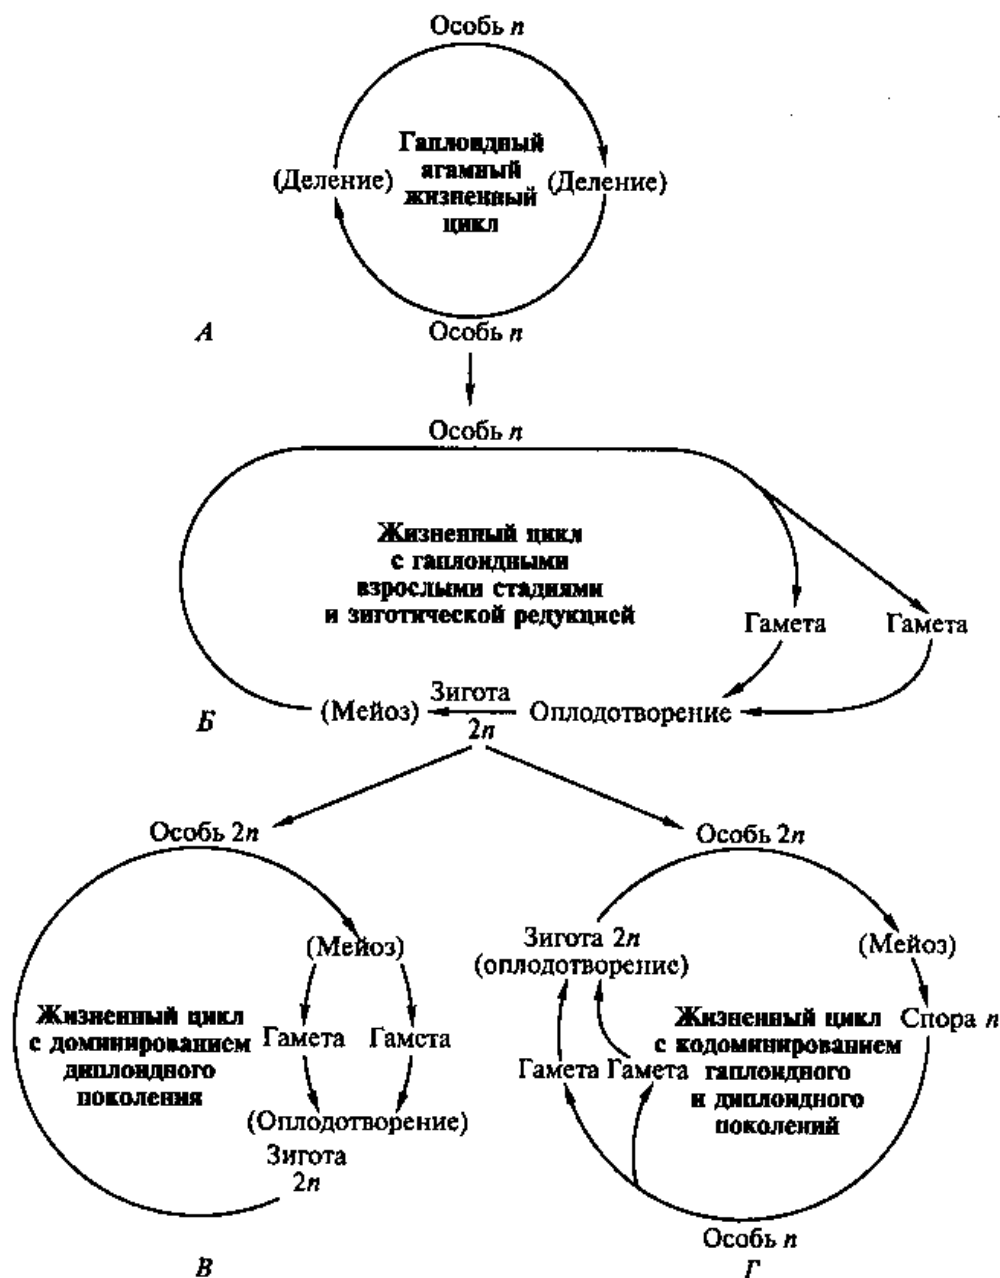 Особь n
Гаплоидный
агамный
жизненный
цикл
(Деление)
(Деление)
Особь n
А
Особь n
Жизненный цикл
с гаплоидными
взрослыми стадиями
и зиготической редукцией
Гамета
Гамета
(Мейоз)
Зигота
2n
Оплодотворение
Б
Особь 2n
(Мейоз)
Жизненный цикл
с доминированием
диплоидного
поколения
Гамета
Гамета
(Оплодотворение)
Зигота
2n
В
Особь 2n
Зигота 2n
(оплодотворение)
(Мейоз)
Спора n
Жизненный цикл
с кодоминированием
гаплоидного
и диплоидного
поколений
Гамета
Гамета
Особь n
Г